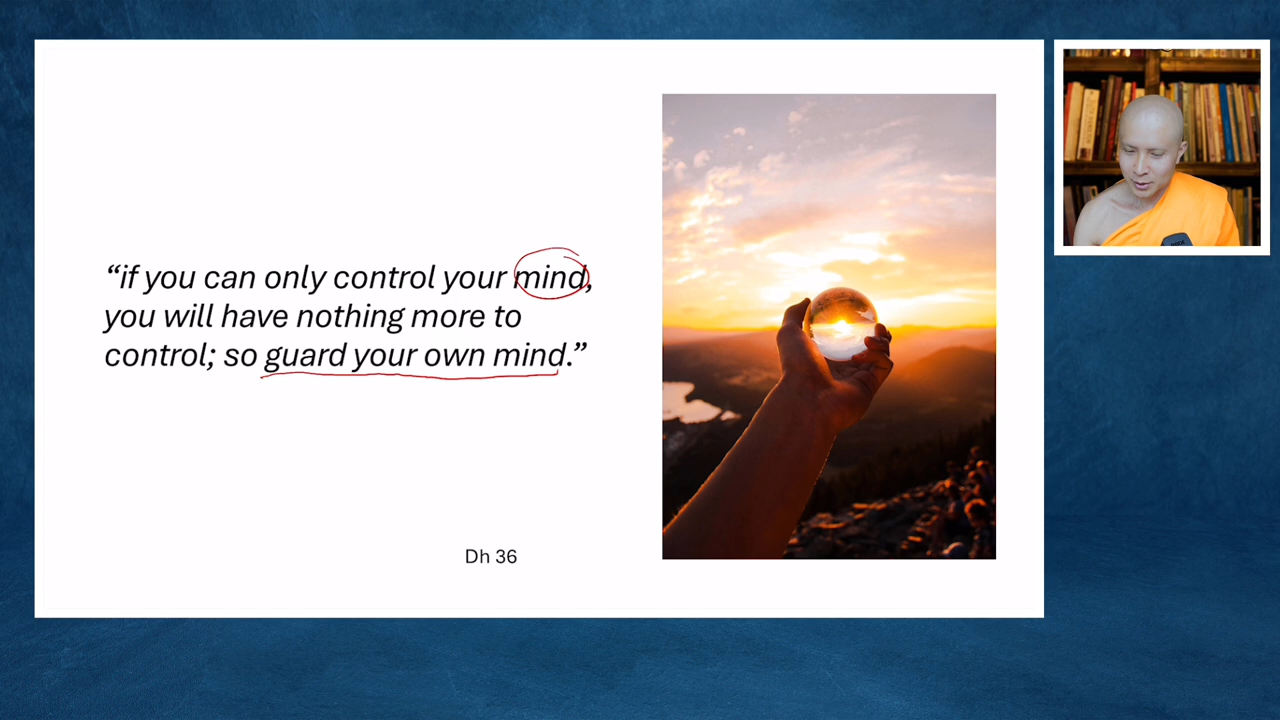 “if you can only control your mind,
you will have nothing more to
control; so guard your own mind.”
Dh 36